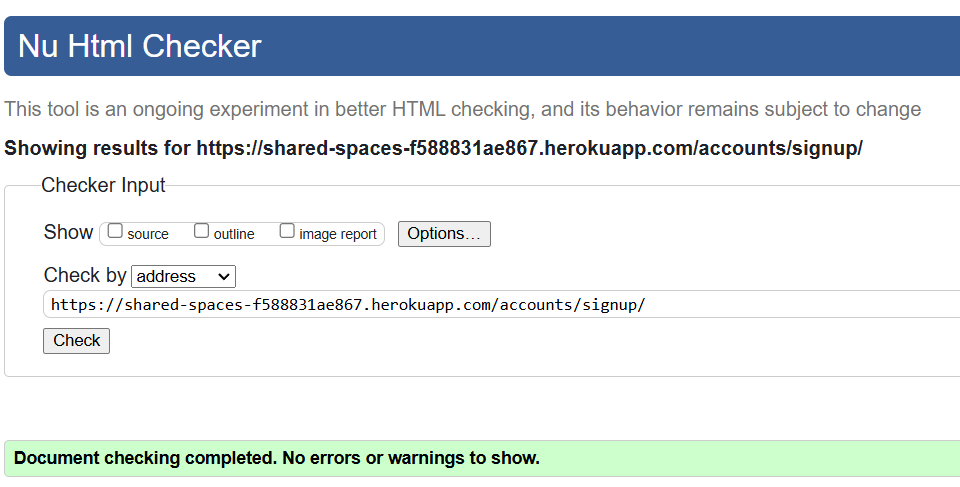 Nu Html Checker
This tool is an ongoing experiment in better HTML checking, and its behavior remains subject to change
Showing results for https://shared-spaces-f588831ae867.herokuapp.com/accounts/signup/
Checker Input
Show source outline image report Options...
Check by address
https://shared-spaces-f588831ae867.herokuapp.com/accounts/signup/
Check
Document checking completed. No errors or warnings to show.